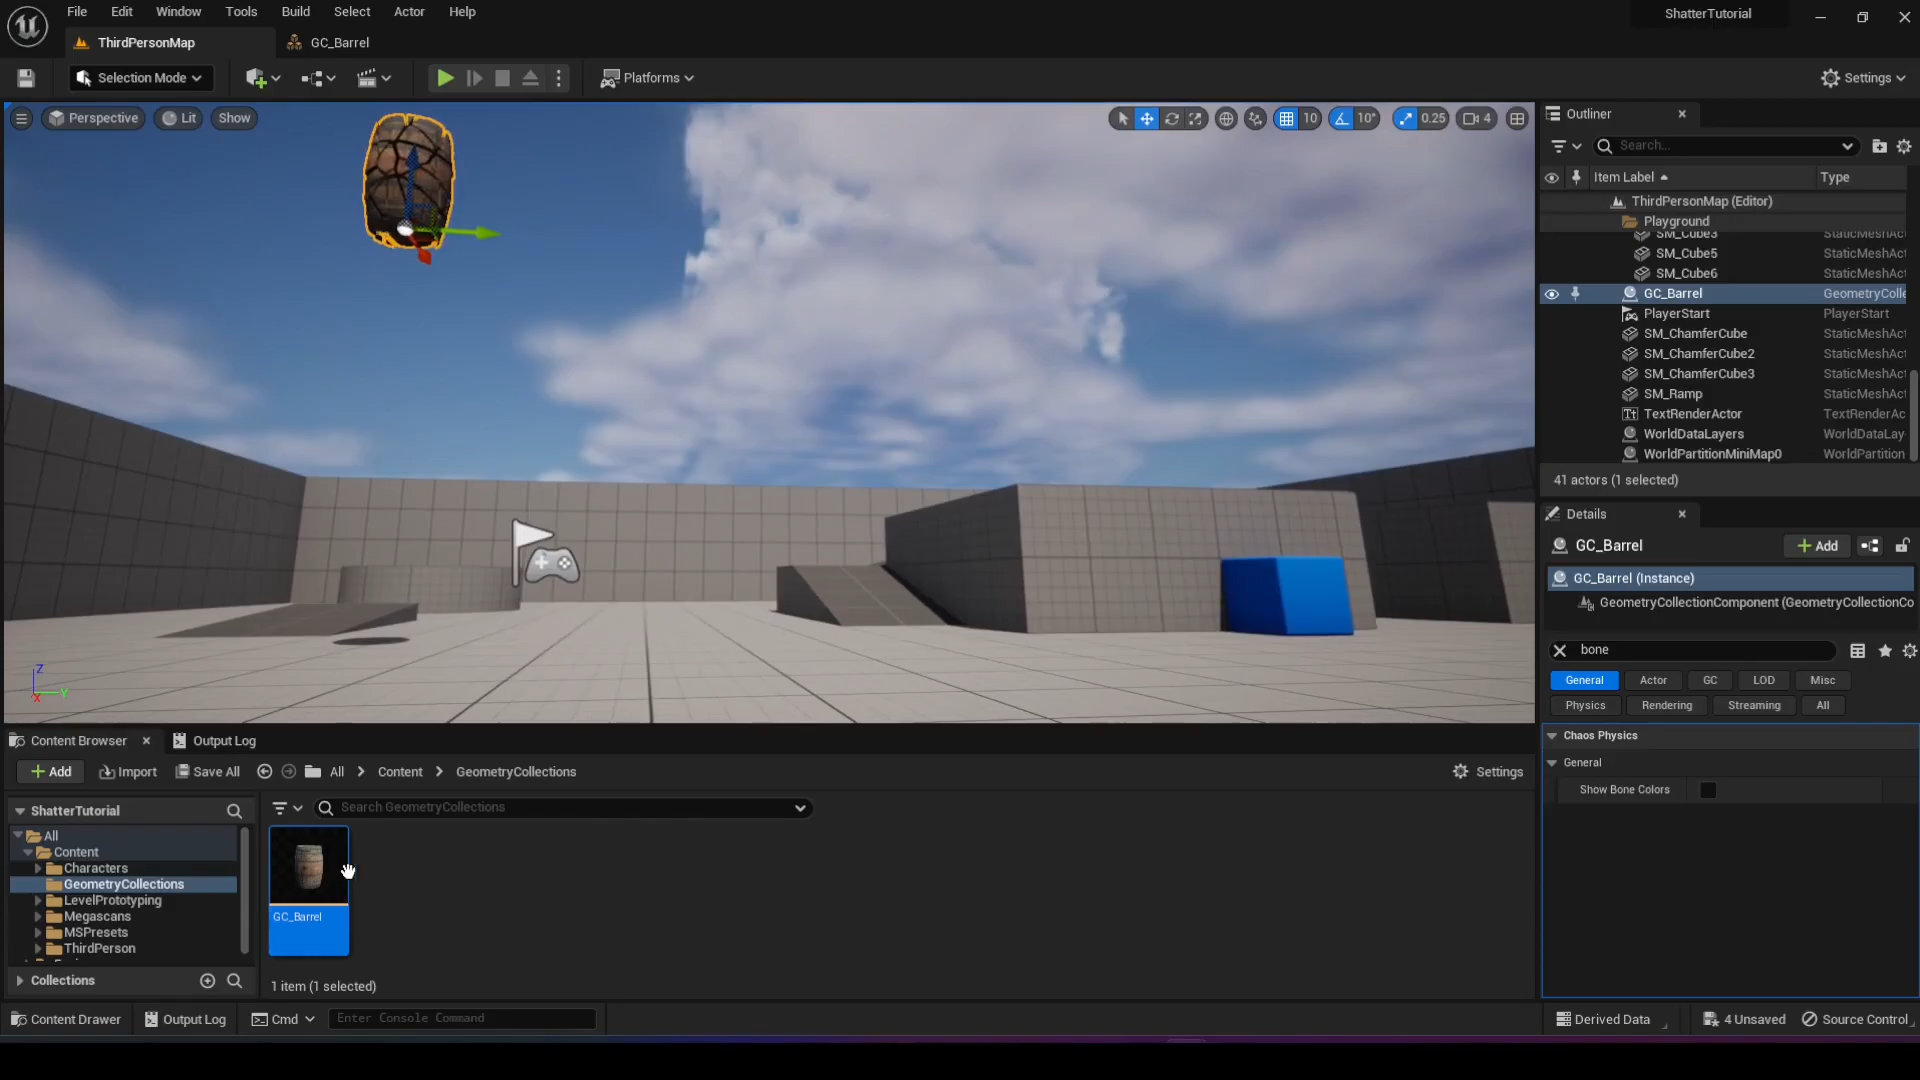 File Edit Window Tools Build Select Actor Help
ShatterTutorial
ThirdPersonMap
GC_Barrel
Selection Mode
Platforms
Settings
Perspective
Lit
Show
10
10°
0.25
4
Outliner
Search...
Item Label
Type
ThirdPersonMap (Editor)
Playground
SM_Cube3 StaticMeshAct
SM_Cube5 StaticMeshAct
SM_Cube6 StaticMeshAct
GC_Barrel GeometryColle
PlayerStart PlayerStart
SM_ChamferCube StaticMeshAct
SM_ChamferCube2 StaticMeshAct
SM_ChamferCube3 StaticMeshAct
SM_Ramp StaticMeshAct
TextRenderActor TextRenderAc
WorldDataLayers WorldDataLay
WorldPartitionMiniMap0 WorldPartition
41 actors (1 selected)
Details
GC_Barrel
+ Add
GC_Barrel (Instance)
GeometryCollectionComponent (GeometryCollectionCo
bone
General Actor GC LOD Misc
Physics Rendering Streaming All
Chaos Physics
General
Show Bone Colors
Z
Y
X
Content Browser
Output Log
+ Add
Import
Save All
All > Content > GeometryCollections
Settings
ShatterTutorial
Search GeometryCollections
All
Content
Characters
GeometryCollections
LevelPrototyping
Megascans
MSPresets
ThirdPerson
GC_Barrel
Collections
1 item (1 selected)
Content Drawer
Output Log
Cmd
Enter Console Command
Derived Data
4 Unsaved
Source Control